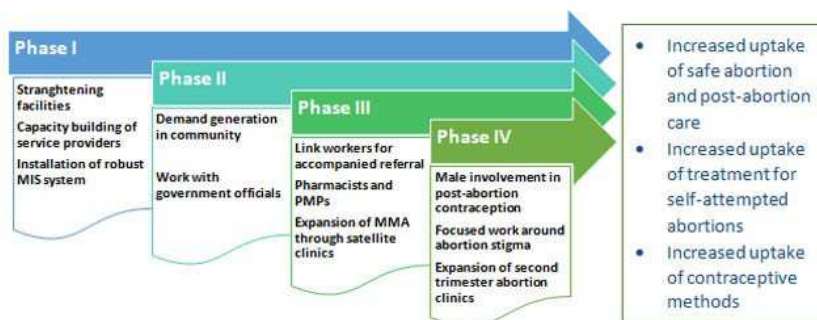 Phase I
Stranghtening
facilities
Capacity building of
service providers
Installation of robust
MIS system
Phase II
Demand generation
in community
Work with
government officials
Phase III
Link workers for
accompanied referral
Pharmacists and
PMPs
Expansion of MMA
through satellite
clinics
Phase IV
Male involvement in
post-abortion
contraception
Focused work around
abortion stigma
Expansion of second
trimester abortion
clinics
• Increased uptake
of safe abortion
and post-abortion
care
• Increased uptake
of treatment for
self-attempted
abortions
• Increased uptake
of contraceptive
methods